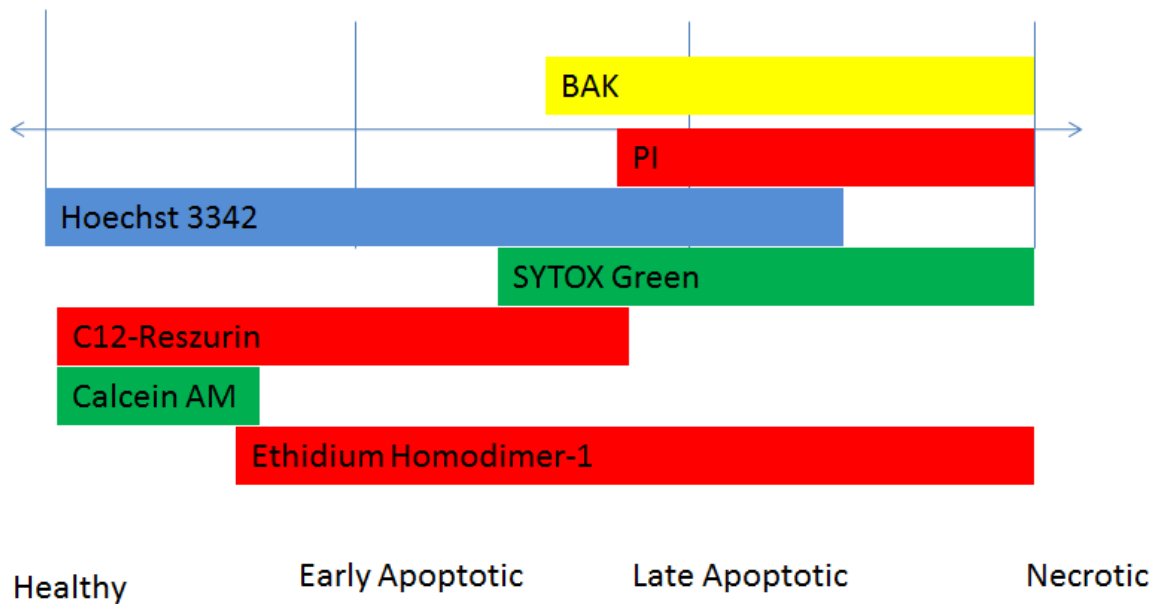 BAK
PI
Hoechst 3342
SYTOX Green
C12-Reszurin
Calcein AM
Ethidium Homodimer-1
Healthy
Early Apoptotic
Late Apoptotic
Necrotic